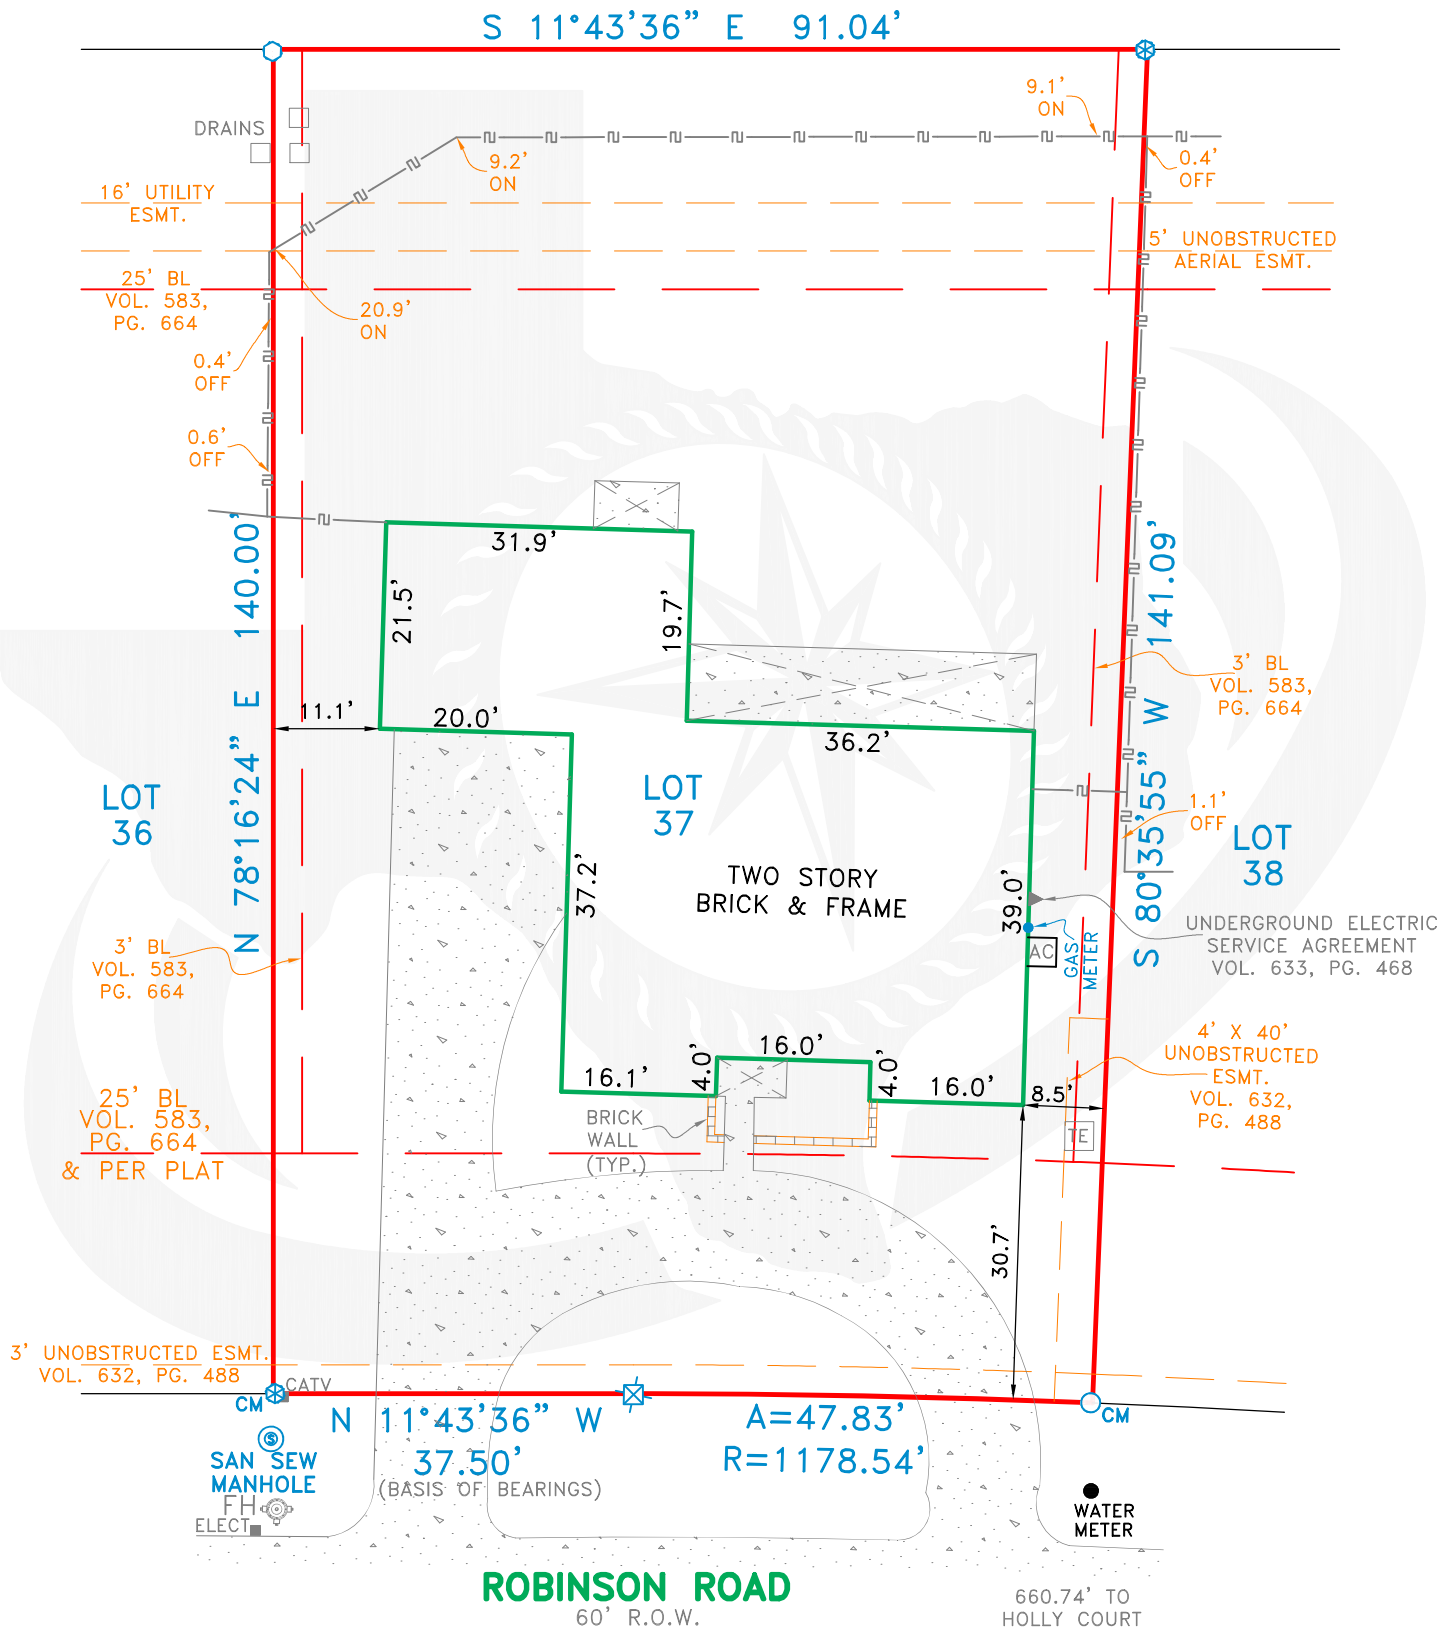 S 11°43'36" E 91.04'
9.1'
ON
DRAINS
9.2'
ON
0.4'
OFF
16' UTILITY
ESMT.
5' UNOBSTRUCTED
AERIAL ESMT.
25' BL
VOL. 583,
PG. 664
20.9'
ON
0.4'
OFF
0.6'
OFF
N 78°16'24" E 140.00'
S 80°35'55" W 141.09'
31.9'
21.5'
19.7'
3' BL
VOL. 583,
PG. 664
11.1'
20.0'
36.2'
LOT
36
LOT
37
1.1'
OFF
LOT
38
TWO STORY
BRICK & FRAME
37.2'
39.0'
AC
GAS
METER
UNDERGROUND ELECTRIC
SERVICE AGREEMENT
VOL. 633, PG. 468
3' BL
VOL. 583,
PG. 664
4' X 40'
UNOBSTRUCTED
ESMT.
VOL. 632,
PG. 488
16.1'
4.0'
16.0'
4.0'
16.0'
8.5'
25' BL
VOL. 583,
PG. 664
& PER PLAT
BRICK
WALL
(TYP.)
TE
30.7'
3' UNOBSTRUCTED ESMT.
VOL. 632, PG. 488
CATV
CM
CM
N 11°43'36" W
37.50'
(BASIS OF BEARINGS)
A=47.83'
R=1178.54'
S
SAN SEW
MANHOLE
FH
ELECT
WATER
METER
ROBINSON ROAD
60' R.O.W.
660.74' TO
HOLLY COURT